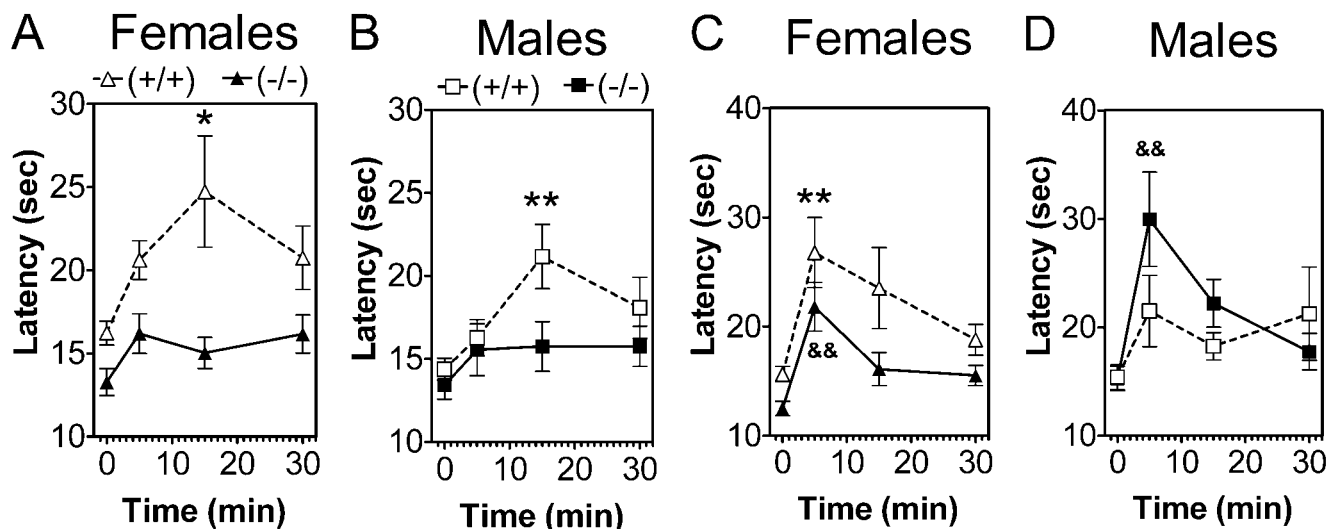 A Females B Males C Females D Males
(+/+) (-/-) (+/+) (-/-)
30 * 30 40 40
25 25 && 
Latency (sec) Latency (sec) ** Latency (sec) ** Latency (sec)
20 20 30 30
15 15 20 && 20
10 10 10 10
0 10 20 30 0 10 20 30 0 10 20 30 0 10 20 30
Time (min) Time (min) Time (min) Time (min)